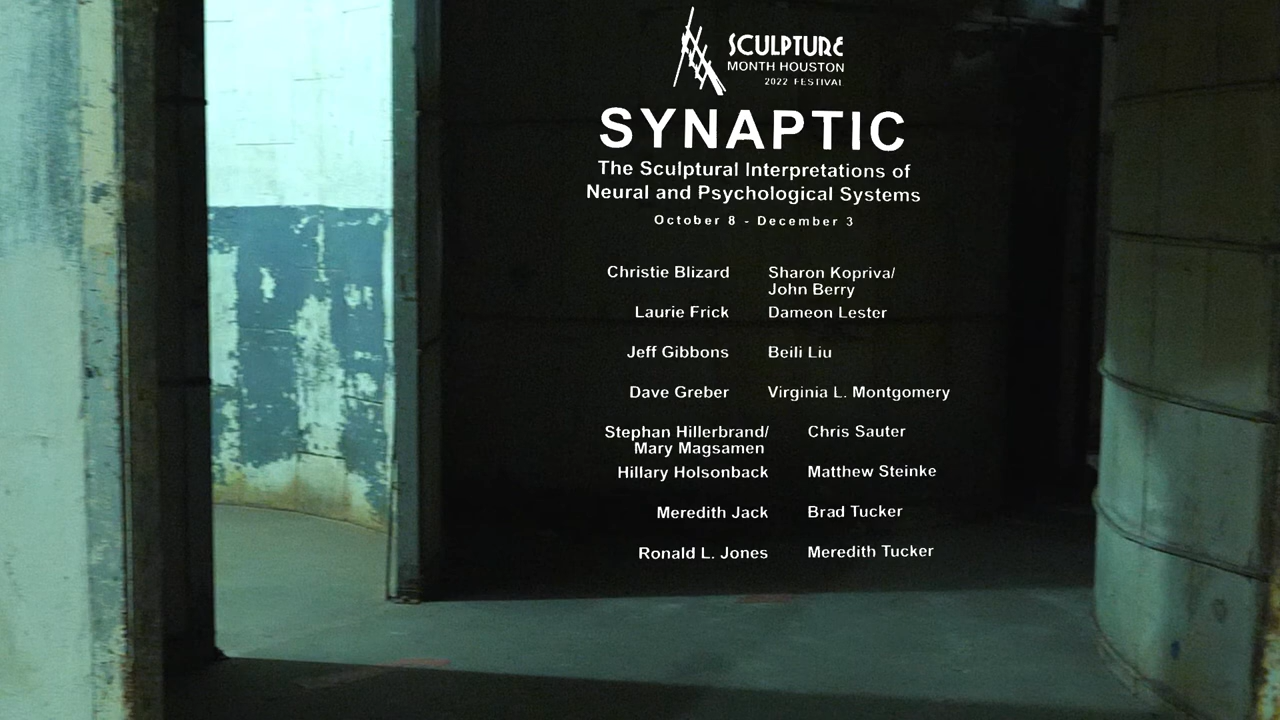 SCULPTURE
MONTH HOUSTON
2022 FESTIVAL
SYNAPTIC
The Sculptural Interpretations of
Neural and Psychological Systems
October 8 - December 3
Christie Blizard
Sharon Kopriva/
John Berry
Laurie Frick
Dameon Lester
Jeff Gibbons
Beili Liu
Dave Greber
Virginia L. Montgomery
Stephan Hillerbrand/
Mary Magsamen
Chris Sauter
Hillary Holsonback
Matthew Steinke
Meredith Jack
Brad Tucker
Ronald L. Jones
Meredith Tucker